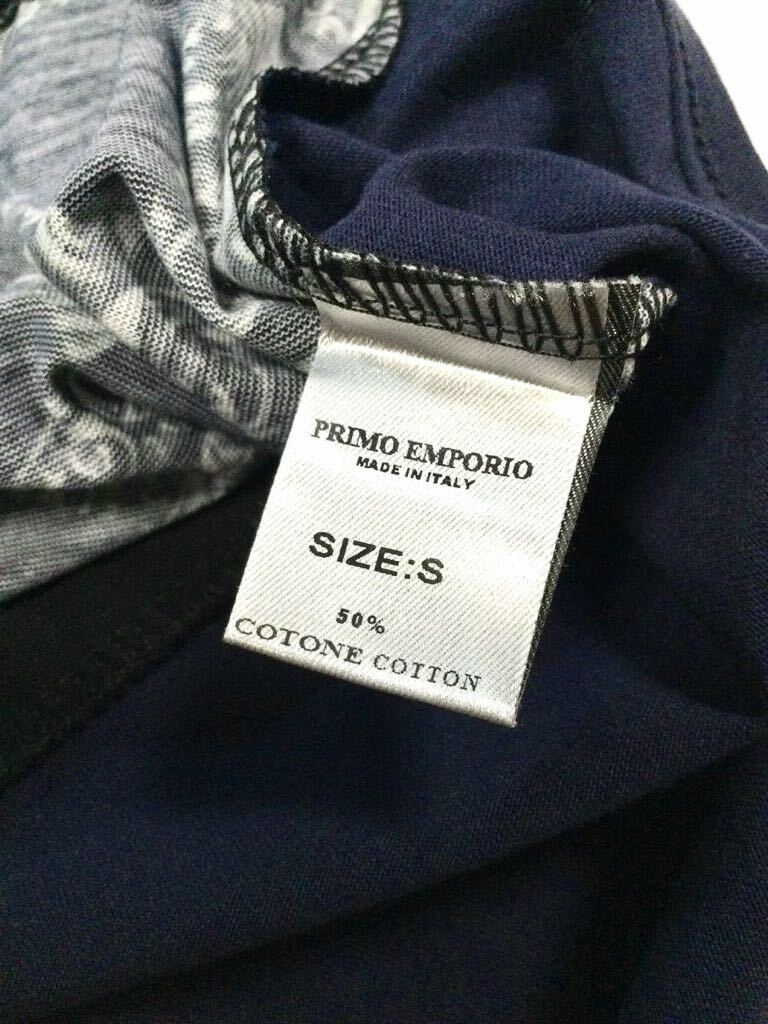 PRIMO EMPORIO
MADE IN ITALY
SIZE:S
50%
COTONE COTTON